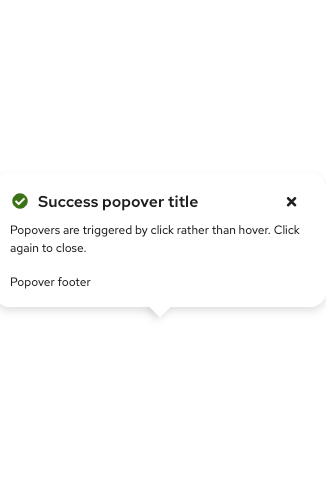 Success popover title
Popovers are triggered by click rather than hover. Click
again to close.
Popover footer